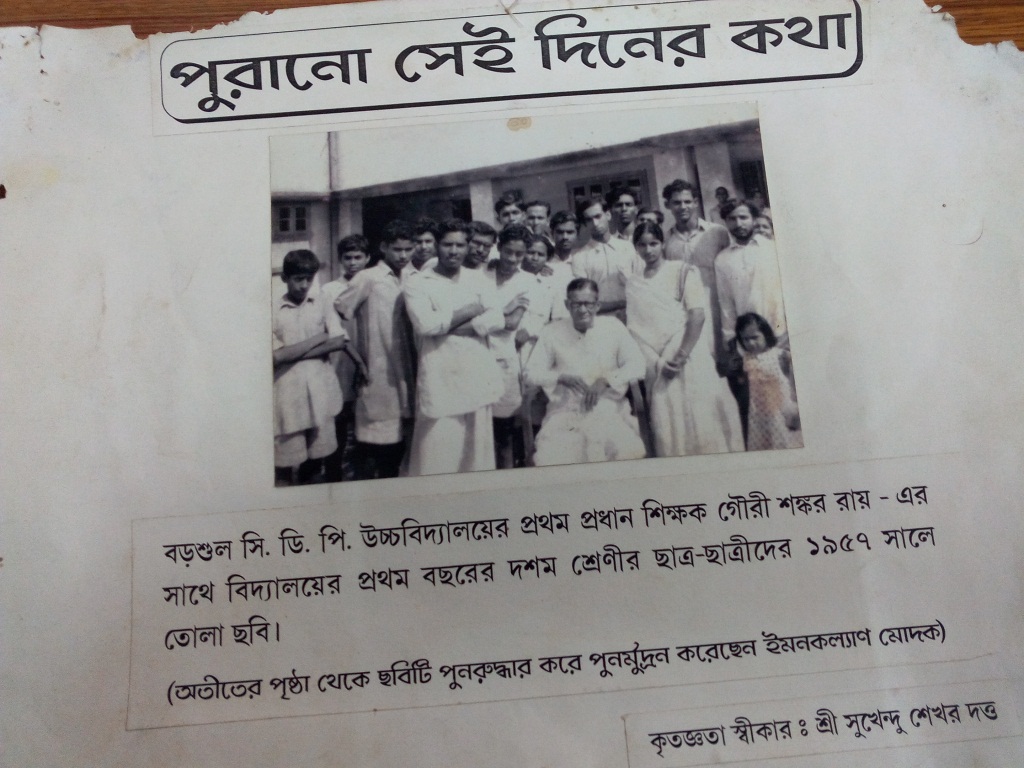 পুরানো সেই দিনের কথা
বড়শুল সি. ডি. পি. উচ্চবিদ্যালয়ের প্রথম প্রধান শিক্ষক গৌরী শঙ্কর রায় - এর
সাথে বিদ্যালয়ের প্রথম বছরের দশম শ্রেণীর ছাত্র-ছাত্রীদের ১৯৫৭ সালে
তোলা ছবি।
(অতীতের পৃষ্ঠা থেকে ছবিটি পুনরুদ্ধার করে পুনর্মুদ্রন করেছেন ইমনকল্যাণ মোদক)
কৃতজ্ঞতা স্বীকার : শ্রী সুখেন্দু শেখর দত্ত